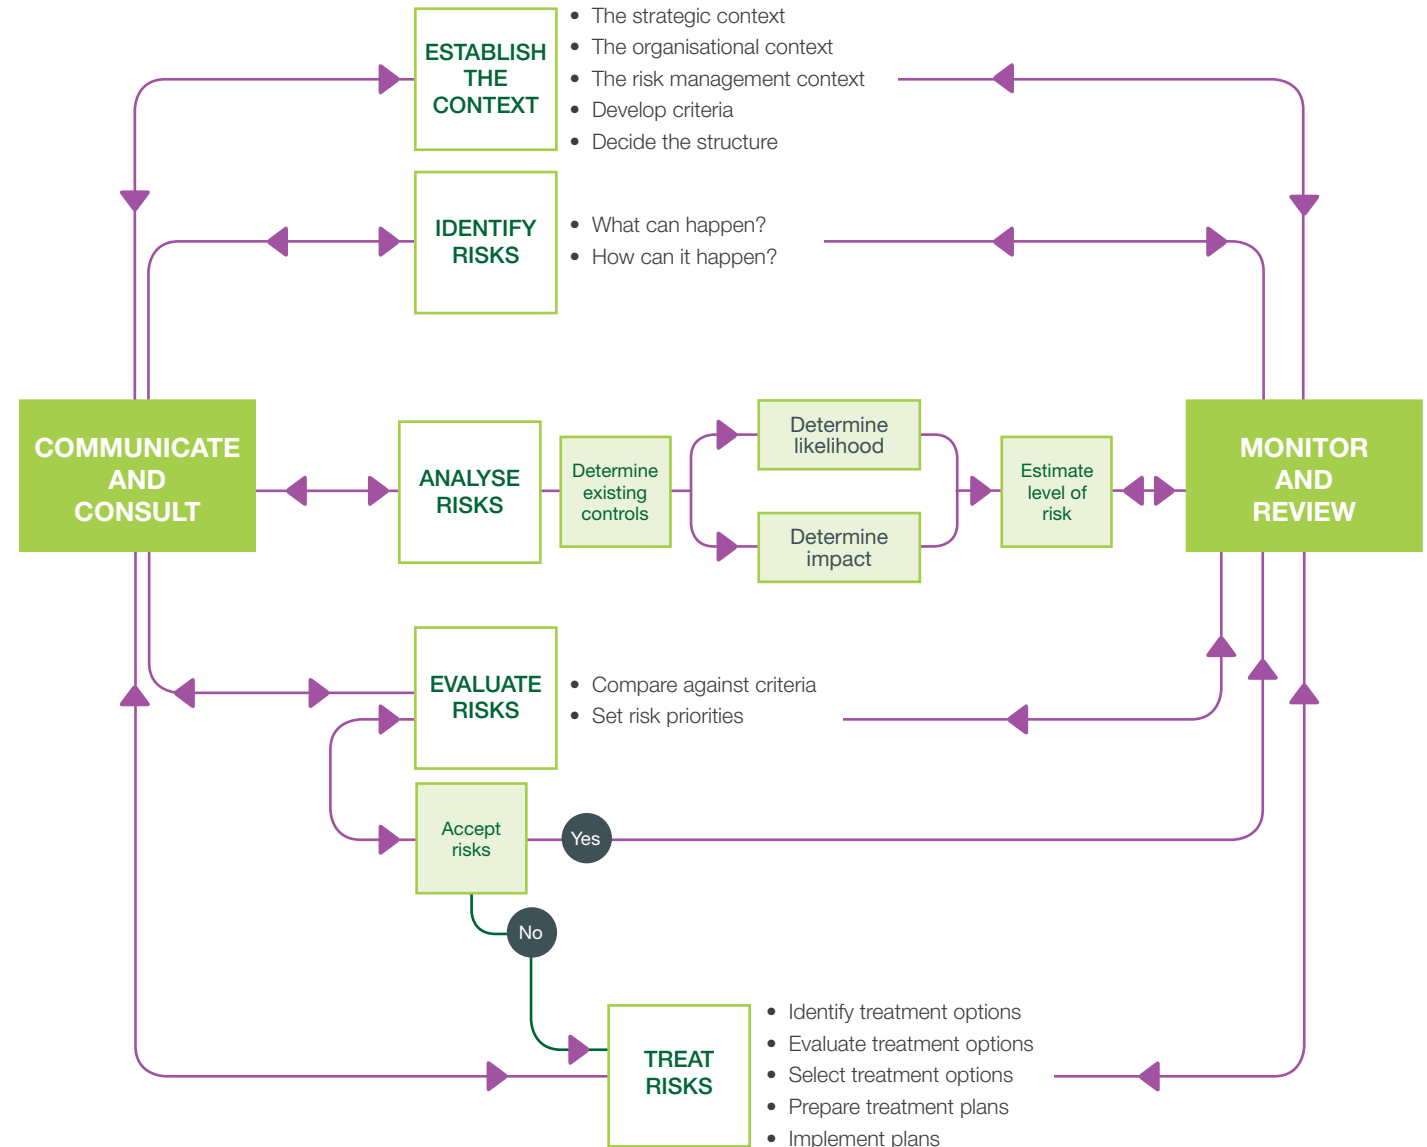 ESTABLISH
THE
CONTEXT
• The strategic context
• The organisational context
• The risk management context
• Develop criteria
• Decide the structure
IDENTIFY
RISKS
• What can happen?
• How can it happen?
COMMUNICATE
AND
CONSULT
ANALYSE
RISKS
Determine
existing
controls
Determine
likelihood
Determine
impact
Estimate
level of
risk
MONITOR
AND
REVIEW
EVALUATE
RISKS
• Compare against criteria
• Set risk priorities
Accept
risks
Yes
No
TREAT
RISKS
• Identify treatment options
• Evaluate treatment options
• Select treatment options
• Prepare treatment plans
• Implement plans